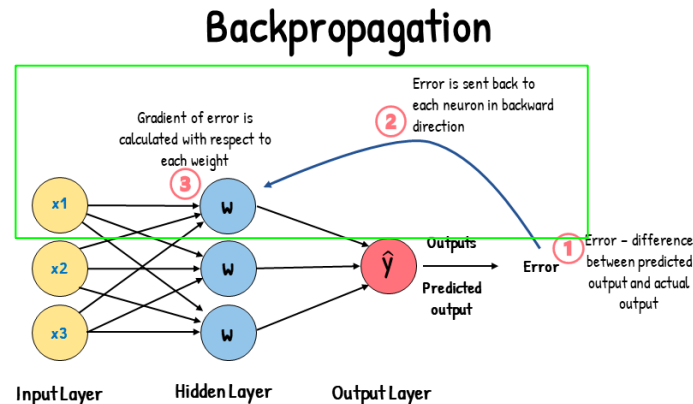 Backpropagation
Error is sent back to
each neuron in backward
direction
2
Gradient of error is
calculated with respect to
each weight
3
x1
w
1
Error - difference
between predicted
output and actual
output
Outputs
x2
w
ŷ
Error
Predicted
output
x3
w
Input Layer
Hidden Layer
Output Layer